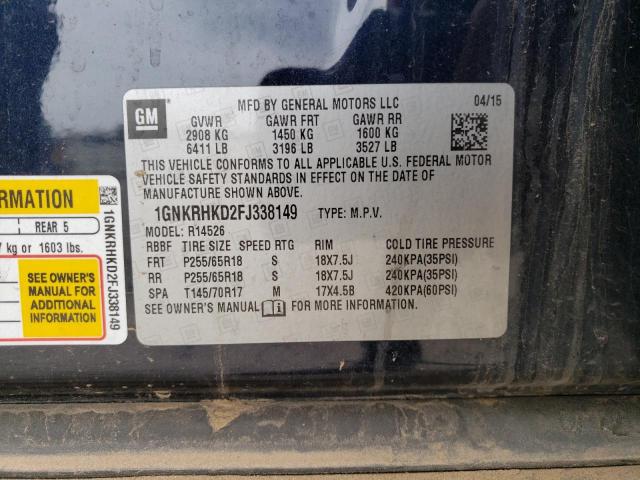 MFD BY GENERAL MOTORS LLC 04/15
GM
GVWR GAWR FRT GAWR RR
2908 KG 1450 KG 1600 KG
6411 LB 3196 LB 3527 LB
THIS VEHICLE CONFORMS TO ALL APPLICABLE U.S. FEDERAL MOTOR
VEHICLE SAFETY STANDARDS IN EFFECT ON THE DATE OF
MANUFACTURE SHOWN ABOVE.
1GNKRHKD2FJ338149 TYPE: M.P.V.
MODEL: R14526
RBBF TIRE SIZE SPEED RTG RIM COLD TIRE PRESSURE
FRT P255/65R18 S 18X7.5J 240KPA(35PSI)
RR P255/65R18 S 18X7.5J 240KPA(35PSI)
SPA T145/70R17 M 17X4.5B 420KPA(60PSI)
SEE OWNER'S MANUAL FOR MORE INFORMATION.
REAR 5
kg or 1603 lbs.
SEE OWNER'S
MANUAL FOR
ADDITIONAL
INFORMATION
1GNKRHKD2FJ338149